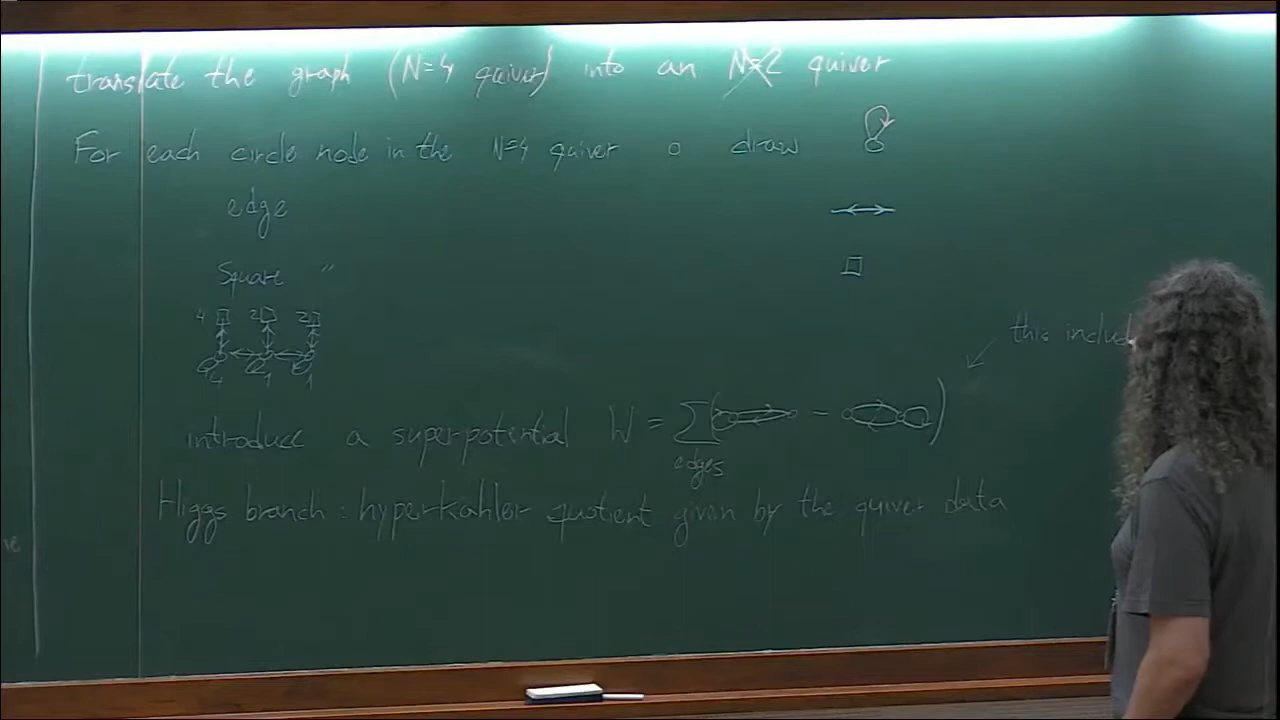 translate the graph (N=4 quiver) into an N=2 quiver
For each circle node in the N=4 quiver o draw
edge
Square "
4 2 2
4 1 1
this includ
introduce a superpotential W = ∑ ( - )
edges
Higgs branch : hyperkahler quotient given by the quiver data